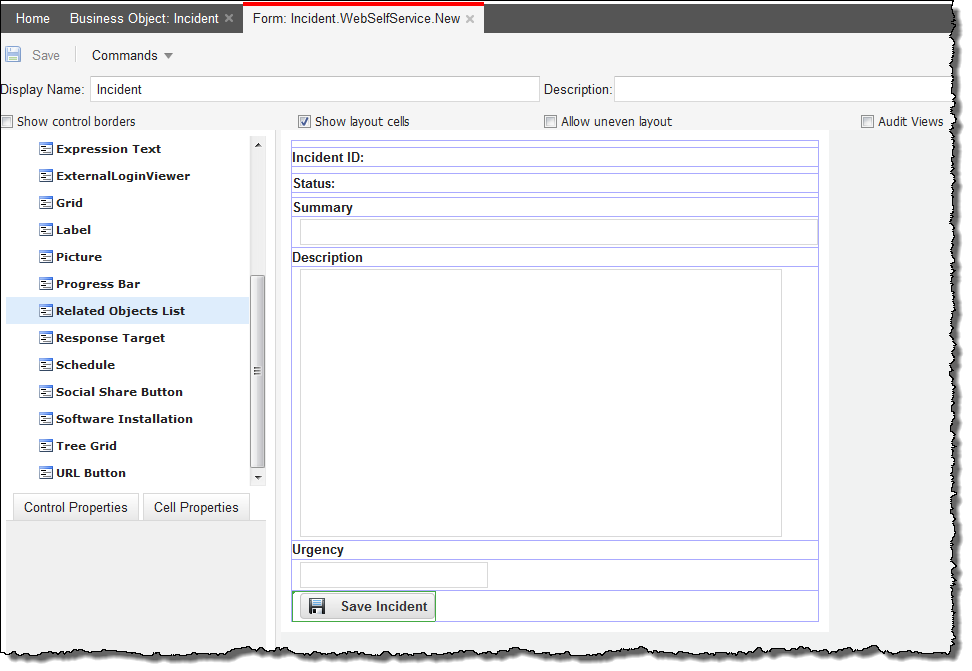 Home Business Object: Incident Form: Incident.WebSelfService.New
Save Commands
Display Name: Incident Description:
Show control borders Show layout cells Allow uneven layout Audit Views
Expression Text
ExternalLoginViewer
Grid
Label
Picture
Progress Bar
Related Objects List
Response Target
Schedule
Social Share Button
Software Installation
Tree Grid
URL Button
Control Properties Cell Properties
Incident ID:
Status:
Summary
Description
Urgency
Save Incident